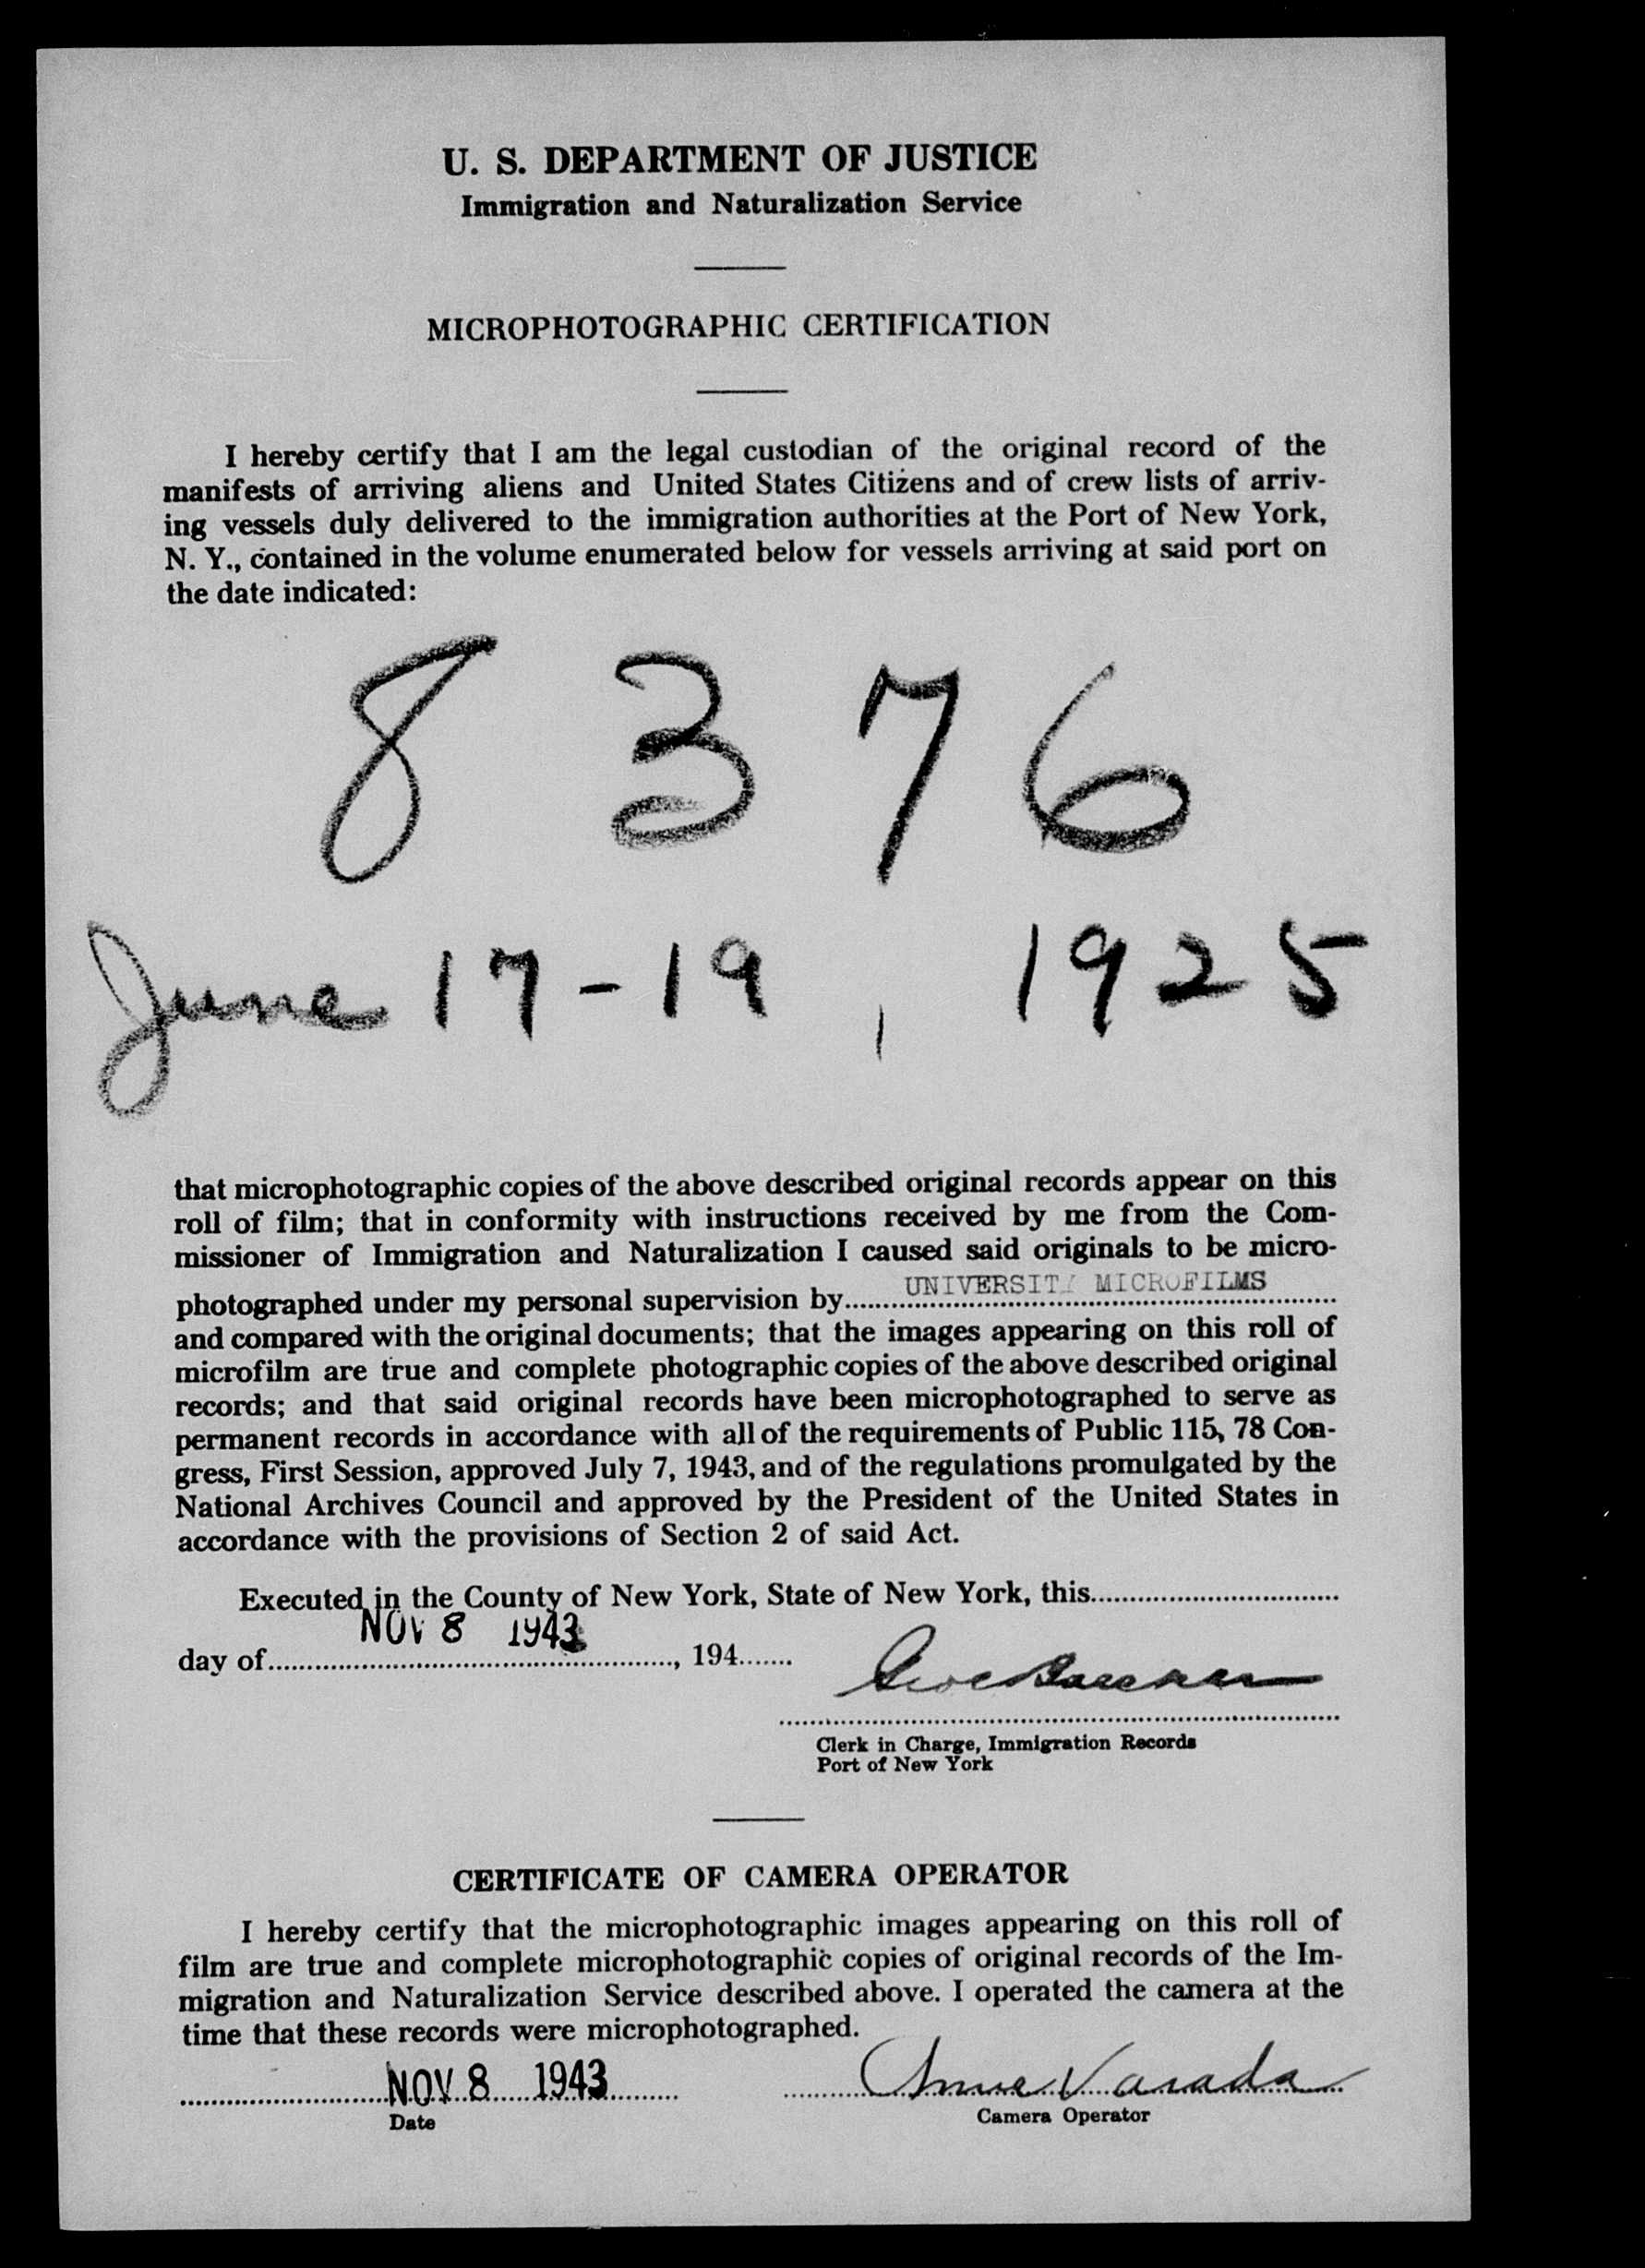 U. S. DEPARTMENT OF JUSTICE
Immigration and Naturalization Service
MICROPHOTOGRAPHIC CERTIFICATION
I hereby certify that I am the legal custodian of the original record of the
manifests of arriving aliens and United States Citizens and of crew lists of arriv-
ing vessels duly delivered to the immigration authorities at the Port of New York,
N. Y., contained in the volume enumerated below for vessels arriving at said port on
the date indicated:
8 3 7 6
June 17-19, 1925
that microphotographic copies of the above described original records appear on this
roll of film; that in conformity with instructions received by me from the Com-
missioner of Immigration and Naturalization I caused said originals to be micro-
photographed under my personal supervision by UNIVERSITY MICROFILMS
and compared with the original documents; that the images appearing on this roll of
microfilm are true and complete photographic copies of the above described original
records; and that said original records have been microphotographed to serve as
permanent records in accordance with all of the requirements of Public 115, 78 Con-
gress, First Session, approved July 7, 1943, and of the regulations promulgated by the
National Archives Council and approved by the President of the United States in
accordance with the provisions of Section 2 of said Act.
Executed in the County of New York, State of New York, this
NOV 8 1943
day of , 194
Clerk in Charge, Immigration Records
Port of New York
CERTIFICATE OF CAMERA OPERATOR
I hereby certify that the microphotographic images appearing on this roll of
film are true and complete microphotographic copies of original records of the Im-
migration and Naturalization Service described above. I operated the camera at the
time that these records were microphotographed.
NOV 8 1943 Anne Varada
Date Camera Operator